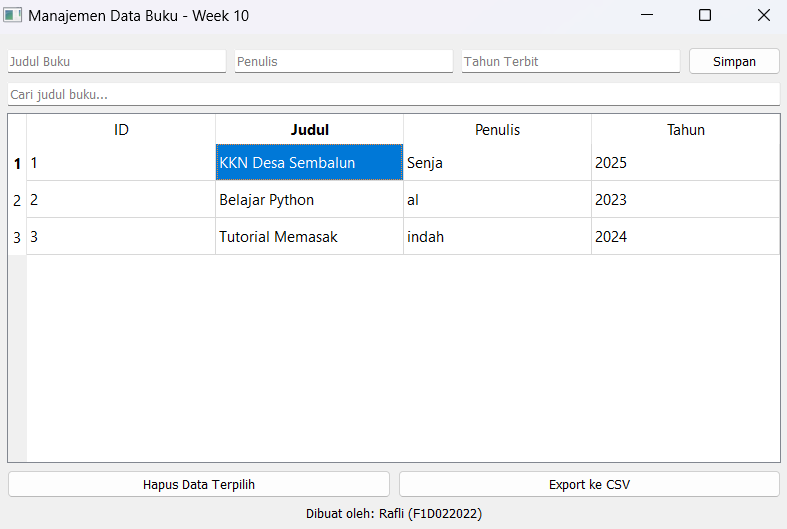 Manajemen Data Buku - Week 10
Judul Buku Penulis Tahun Terbit Simpan
Cari judul buku...
ID Judul Penulis Tahun
1 1 KKN Desa Sembalun Senja 2025
2 2 Belajar Python al 2023
3 3 Tutorial Memasak indah 2024
Hapus Data Terpilih Export ke CSV
Dibuat oleh: Rafli (F1D022022)